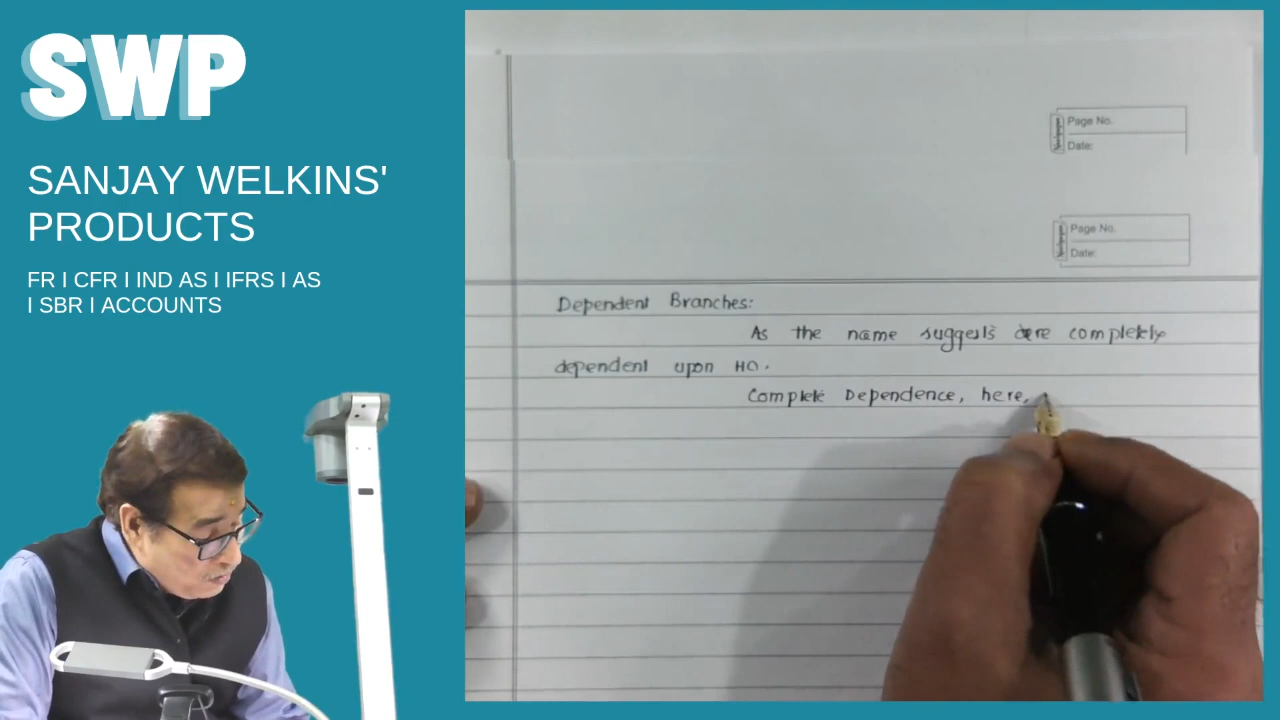 SWP
SANJAY WELKINS'
PRODUCTS
FR I CFR I IND AS I IFRS I AS
I SBR I ACCOUNTS
Page No.
Date:
Page No.
Date:
Dependent Branches:
As the name suggests are completely
dependent upon HO.
Complete Dependence, here,